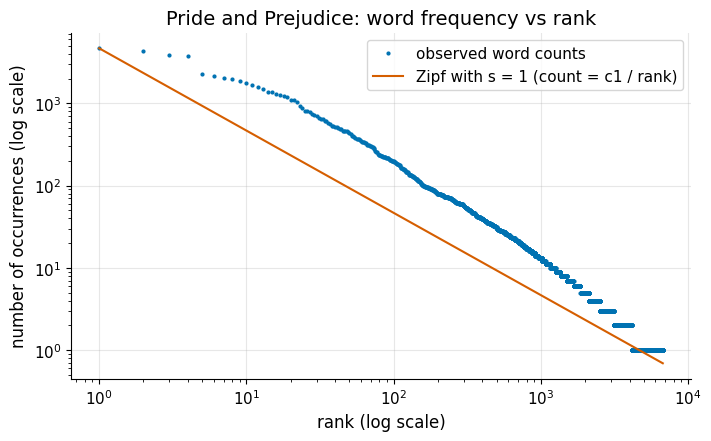 Pride and Prejudice: word frequency vs rank
observed word counts
Zipf with s = 1 (count = c1 / rank)
number of occurrences (log scale)
10³
10²
10¹
10⁰
10⁰ 10¹ 10² 10³ 10⁴
rank (log scale)